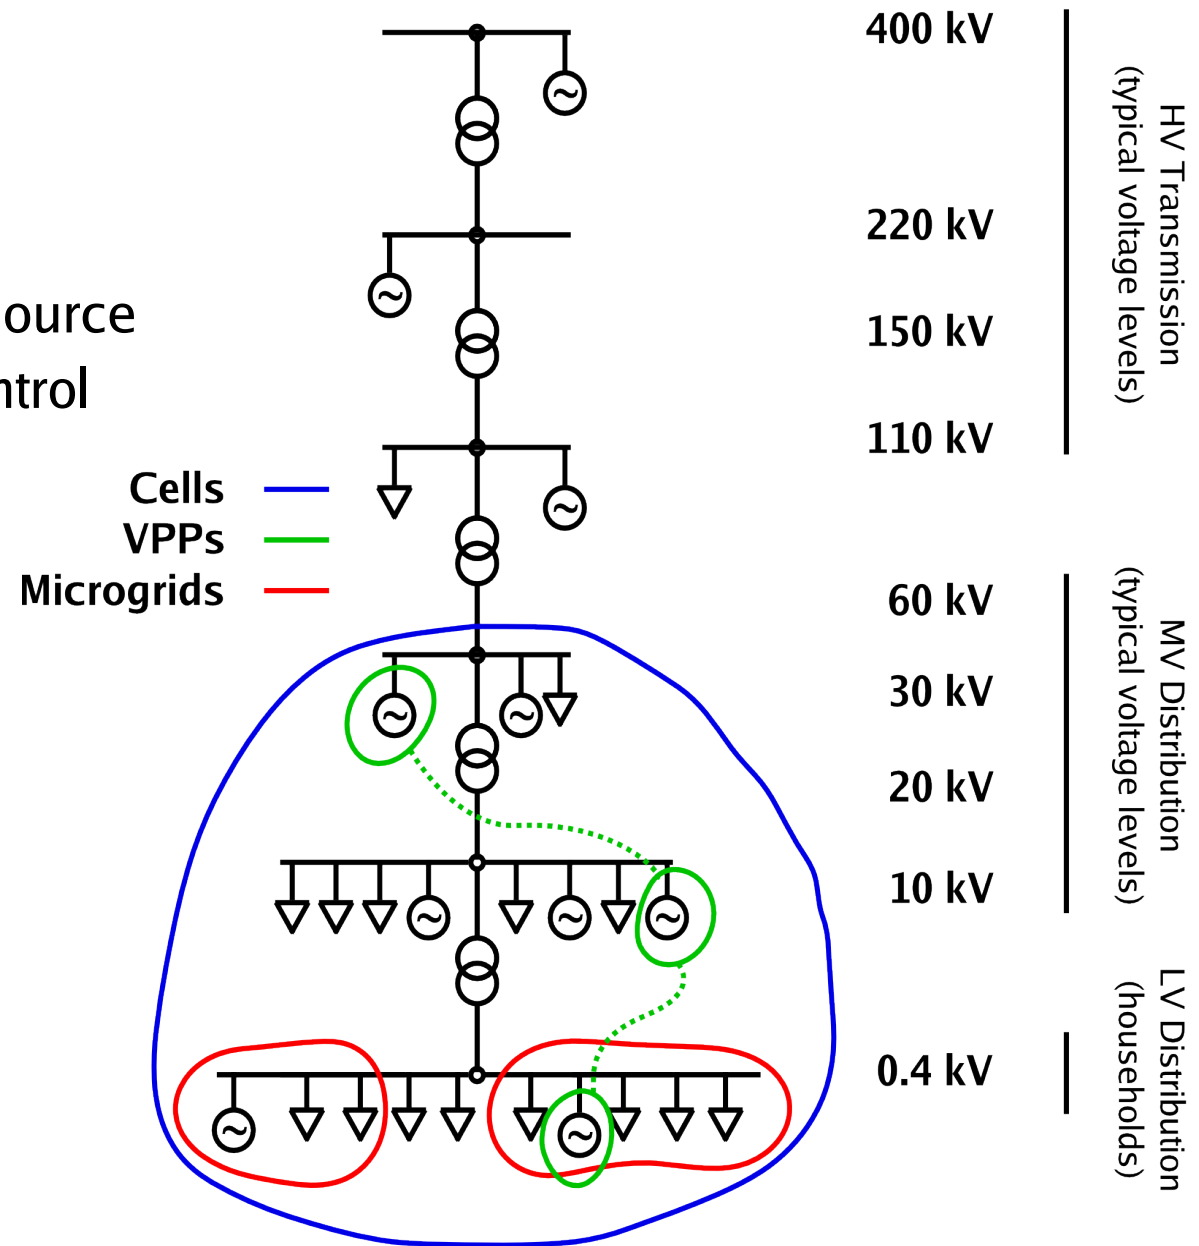 400 kV
220 kV
150 kV
110 kV
60 kV
30 kV
20 kV
10 kV
0.4 kV
HV Transmission
(typical voltage levels)
MV Distribution
(typical voltage levels)
LV Distribution
(households)
ource
ntrol
Cells
VPPs
Microgrids